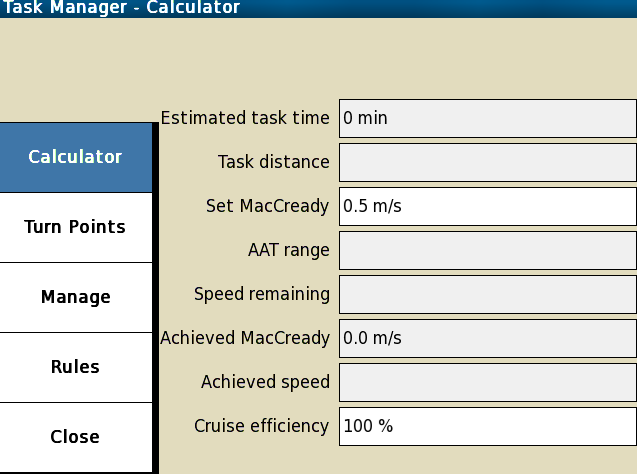 Task Manager - Calculator
Calculator
Turn Points
Manage
Rules
Close
Estimated task time 0 min
Task distance
Set MacCready 0.5 m/s
AAT range
Speed remaining
Achieved MacCready 0.0 m/s
Achieved speed
Cruise efficiency 100 %